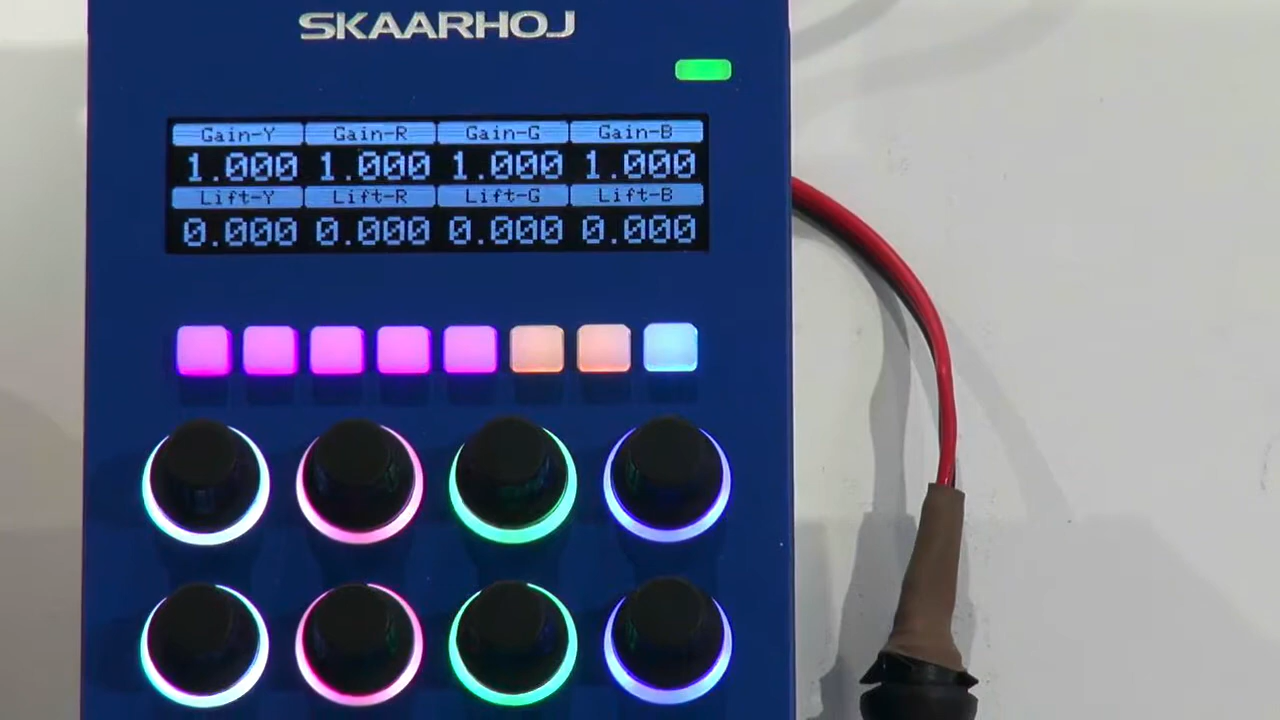 SKAARHOJ
Gain-Y Gain-R Gain-G Gain-B
1.000 1.000 1.000 1.000
Lift-Y Lift-R Lift-G Lift-B
0.000 0.000 0.000 0.000